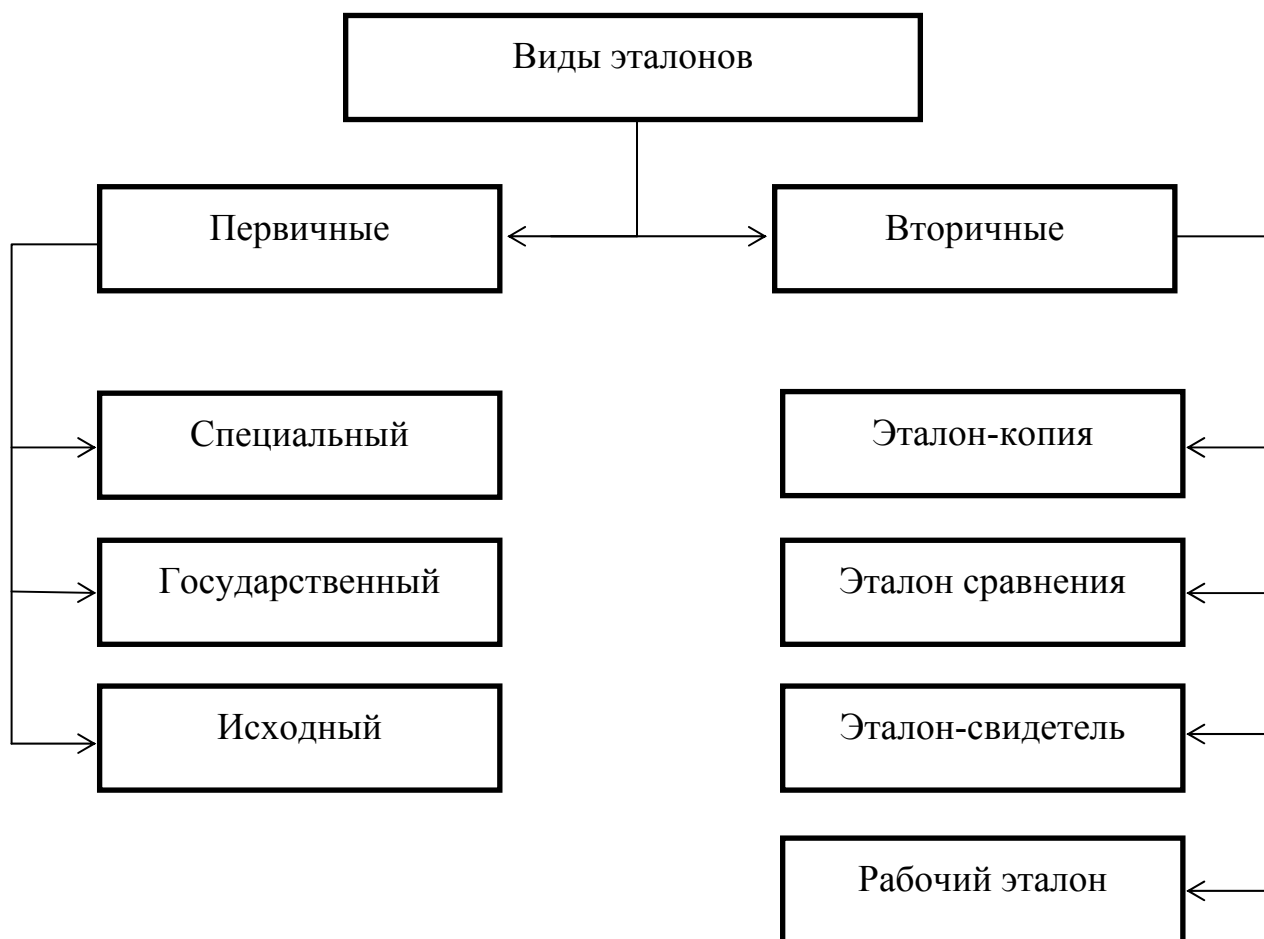 Виды эталонов
Первичные
Вторичные
Специальный
Эталон-копия
Государственный
Эталон сравнения
Исходный
Эталон-свидетель
Рабочий эталон